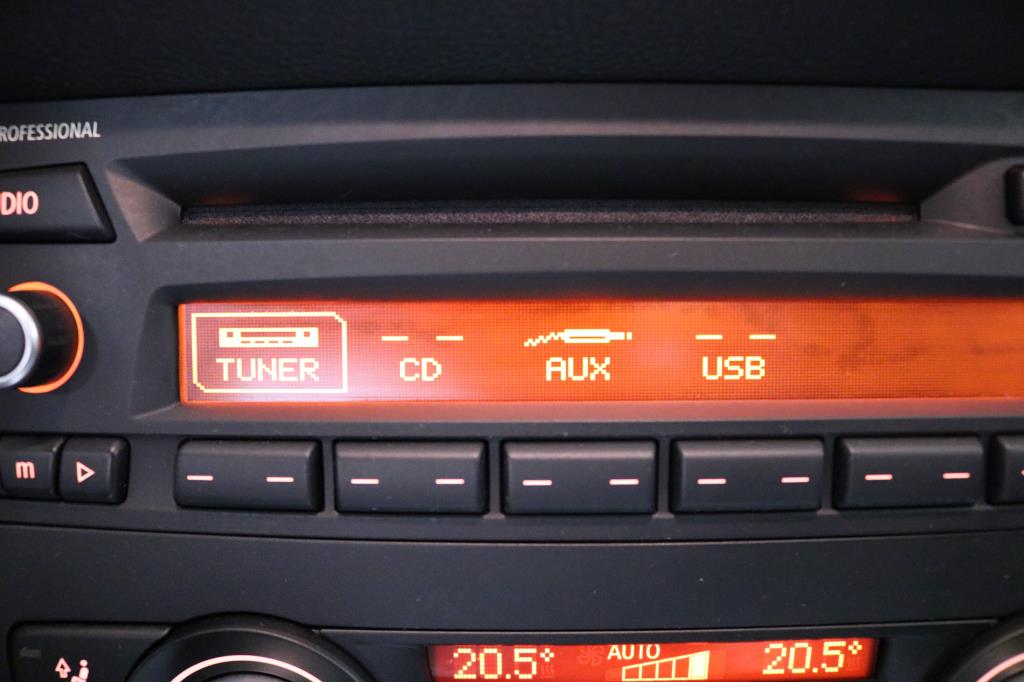 ROFESSIONAL
DIO
TUNER CD AUX USB
m
20.5° AUTO 20.5°